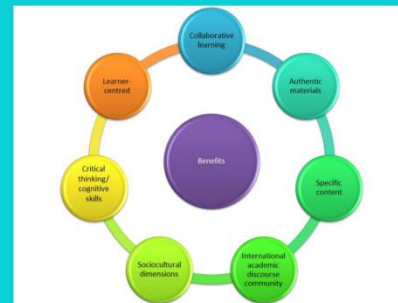 Collaborative
learning
Learner-
centred
Authentic
materials
Benefits
Critical
thinking/
cognitive
skills
Specific
content
Sociocultural
dimensions
International
academic
discourse
community